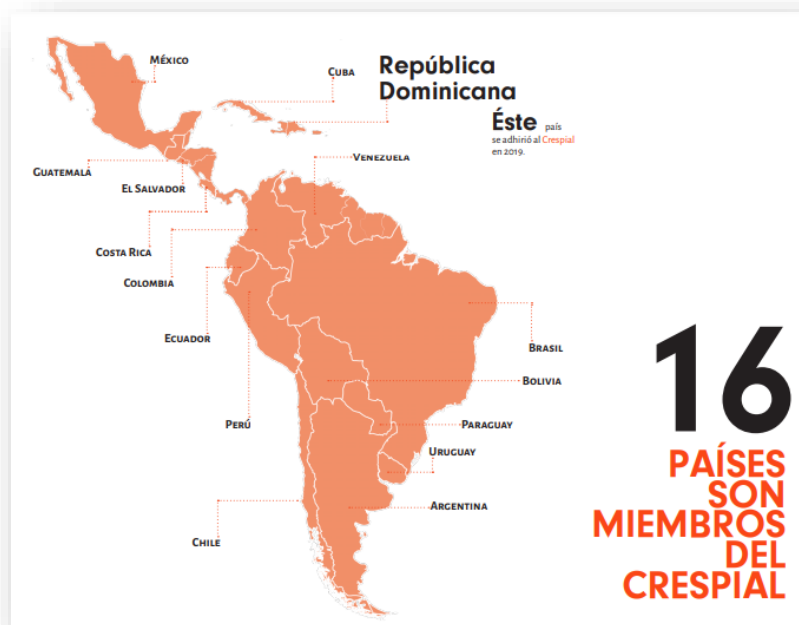 MÉXICO
CUBA
República
Dominicana
Éste país
se adhirió al Crespial
en 2019.
VENEZUELA
GUATEMALA
EL SALVADOR
COSTA RICA
COLOMBIA
ECUADOR
BRASIL
BOLIVIA
PERÚ
PARAGUAY
URUGUAY
ARGENTINA
CHILE
16
PAÍSES
SON
MIEMBROS
DEL
CRESPIAL